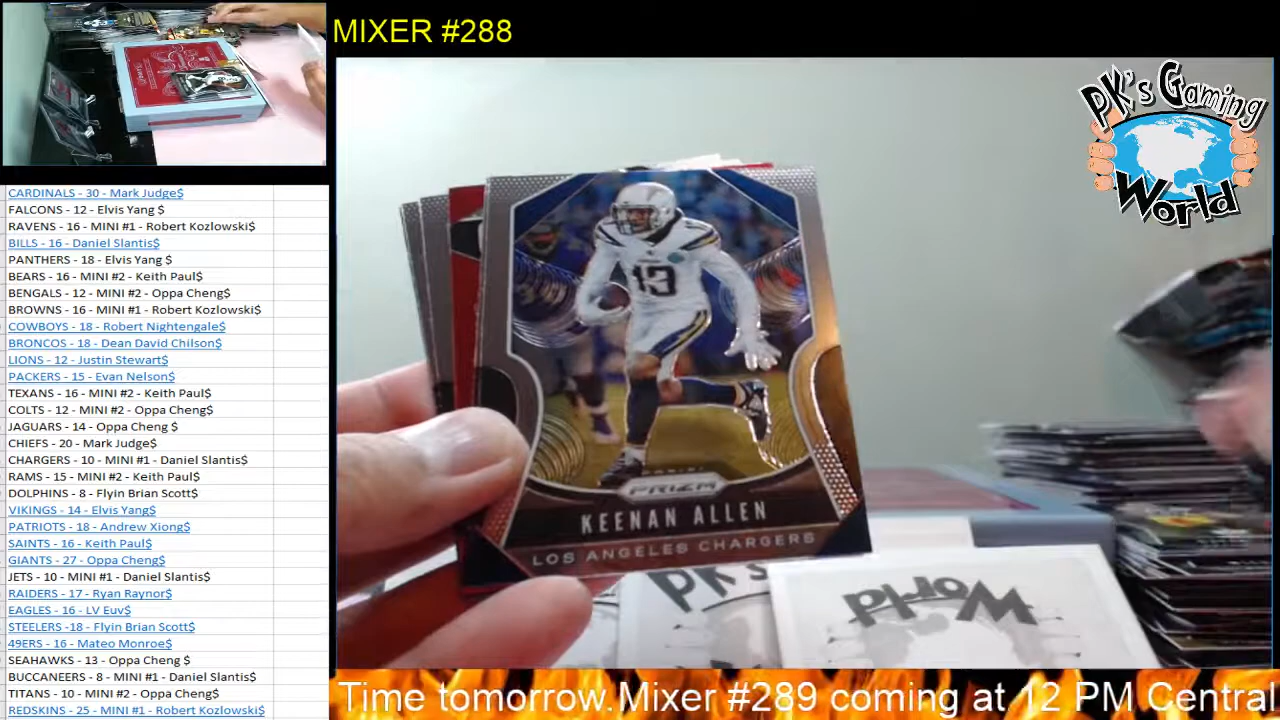 MIXER #288
PK's Gaming
World
CARDINALS - 30 - Mark Judge$
FALCONS - 12 - Elvis Yang $
RAVENS - 16 - MINI #1 - Robert Kozlowski$
BILLS - 16 - Daniel Slantis$
PANTHERS - 18 - Elvis Yang $
BEARS - 16 - MINI #2 - Keith Paul$
BENGALS - 12 - MINI #2 - Oppa Cheng$
BROWNS - 16 - MINI #1 - Robert Kozlowski$
COWBOYS - 18 - Robert Nightengale$
BRONCOS - 18 - Dean David Chilson$
LIONS - 12 - Justin Stewart$
PACKERS - 15 - Evan Nelson$
TEXANS - 16 - MINI #2 - Keith Paul$
COLTS - 12 - MINI #2 - Oppa Cheng$
JAGUARS - 14 - Oppa Cheng $
CHIEFS - 20 - Mark Judge$
CHARGERS - 10 - MINI #1 - Daniel Slantis$
RAMS - 15 - MINI #2 - Keith Paul$
DOLPHINS - 8 - Flyin Brian Scott$
VIKINGS - 14 - Elvis Yang$
PATRIOTS - 18 - Andrew Xiong$
SAINTS - 16 - Keith Paul$
GIANTS - 27 - Oppa Cheng$
JETS - 10 - MINI #1 - Daniel Slantis$
RAIDERS - 17 - Ryan Raynor$
EAGLES - 16 - LV Euv$
STEELERS -18 - Flyin Brian Scott$
49ERS - 16 - Mateo Monroe$
SEAHAWKS - 13 - Oppa Cheng $
BUCCANEERS - 8 - MINI #1 - Daniel Slantis$
TITANS - 10 - MINI #2 - Oppa Cheng$
REDSKINS - 25 - MINI #1 - Robert Kozlowski$
13
PANINI
PRIZM
KEENAN ALLEN
LOS ANGELES CHARGERS
PK's
World
Time tomorrow.Mixer #289 coming at 12 PM Central